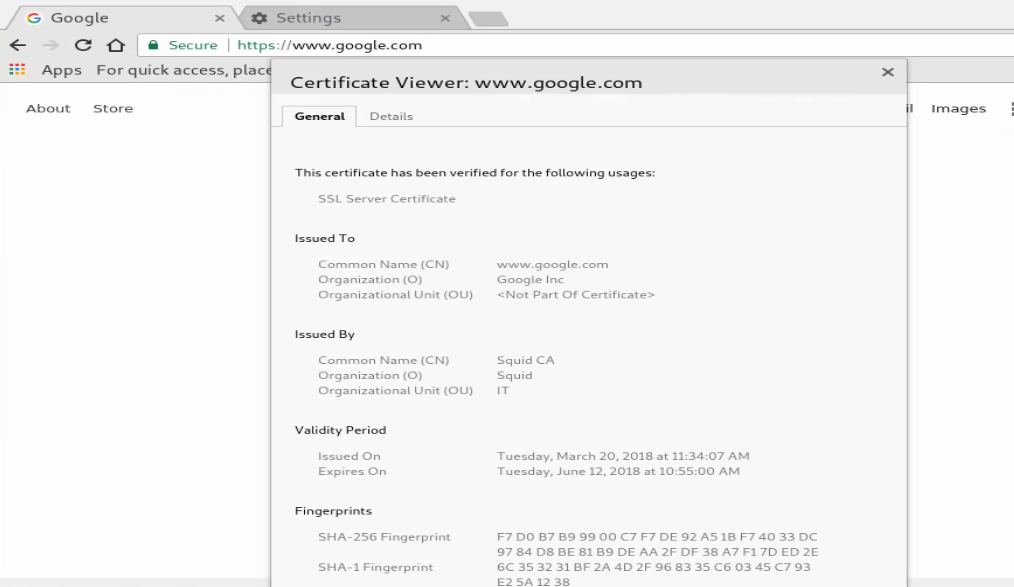 Google
Settings
Secure | https://www.google.com
Apps For quick access, place
Certificate Viewer: www.google.com
About Store
Images
General Details
This certificate has been verified for the following usages:
SSL Server Certificate
Issued To
Common Name (CN) www.google.com
Organization (O) Google Inc
Organizational Unit (OU) <Not Part Of Certificate>
Issued By
Common Name (CN) Squid CA
Organization (O) Squid
Organizational Unit (OU) IT
Validity Period
Issued On Tuesday, March 20, 2018 at 11:34:07 AM
Expires On Tuesday, June 12, 2018 at 10:55:00 AM
Fingerprints
SHA-256 Fingerprint F7 D0 B7 B9 99 00 C7 F7 DE 92 A5 1B F7 40 33 DC
97 84 D8 BE 81 B9 DE AA 2F DF 38 A7 F1 7D ED 2E
SHA-1 Fingerprint 6C 35 32 31 BF 2A 4D 2F 96 83 35 C6 03 45 C7 93
E2 5A 12 38